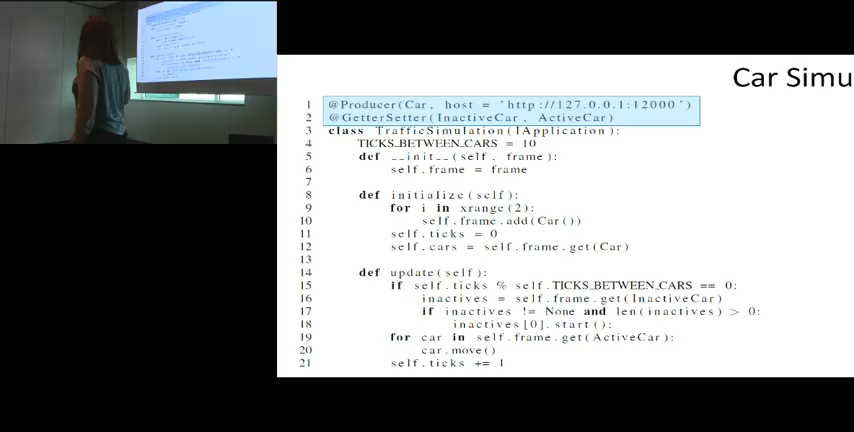 Car Simu
1 @Producer(Car, host = 'http://127.0.0.1:12000')
2 @GetterSetter(InactiveCar, ActiveCar)
3 class TrafficSimulation(IApplication):
4 TICKS_BETWEEN_CARS = 10
5 def __init__(self, frame):
6 self.frame = frame
7
8 def initialize(self):
9 for i in xrange(2):
10 self.frame.add(Car())
11 self.ticks = 0
12 self.cars = self.frame.get(Car)
13
14 def update(self):
15 if self.ticks % self.TICKS_BETWEEN_CARS == 0:
16 inactives = self.frame.get(InactiveCar)
17 if inactives != None and len(inactives) > 0:
18 inactives[0].start();
19 for car in self.frame.get(ActiveCar):
20 car.move()
21 self.ticks += 1